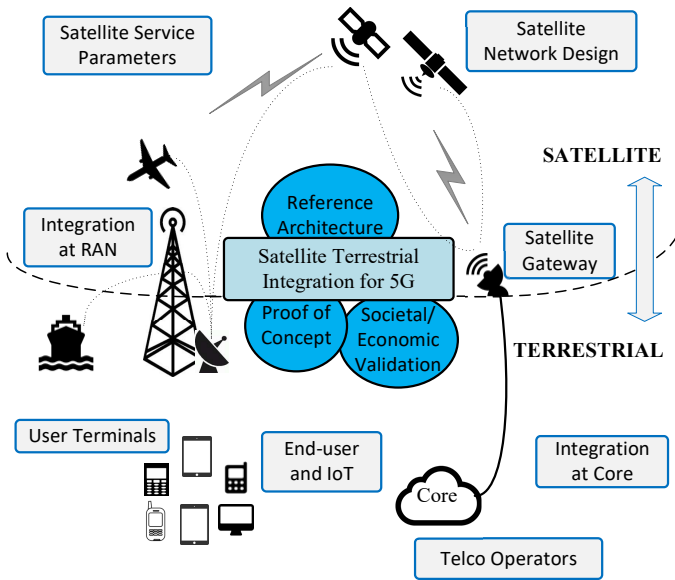 Satellite Service
Parameters
Satellite
Network Design
SATELLITE
Reference
Architecture
Integration
at RAN
Satellite Terrestrial
Integration for 5G
Satellite
Gateway
Proof of
Concept
Societal/
Economic
Validation
TERRESTRIAL
User Terminals
End-user
and IoT
Integration
at Core
Core
Telco Operators